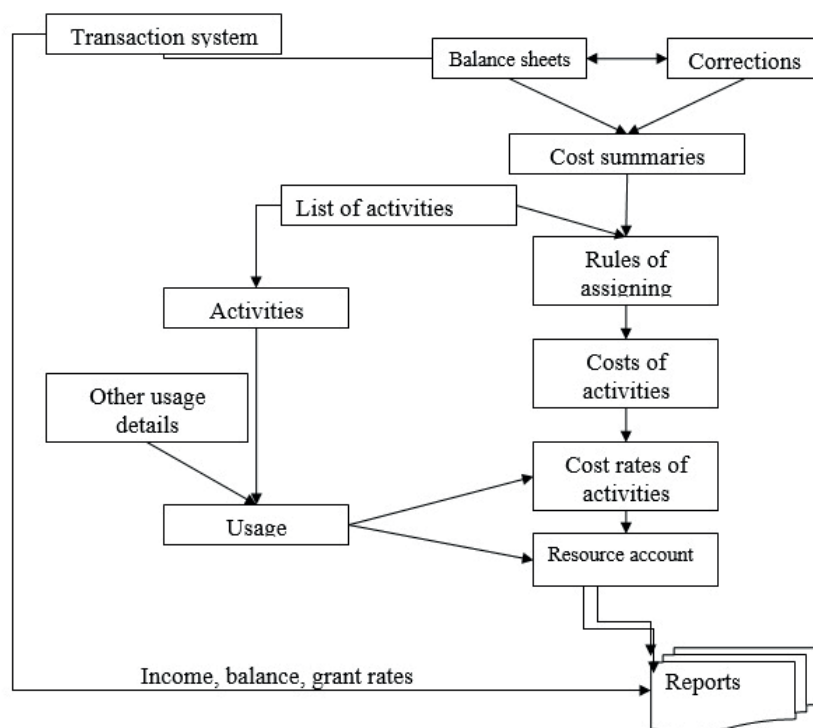 Transaction system
Balance sheets
Corrections
Cost summaries
List of activities
Rules of
assigning
Activities
Costs of
activities
Other usage
details
Cost rates of
activities
Usage
Resource account
Income, balance, grant rates
Reports